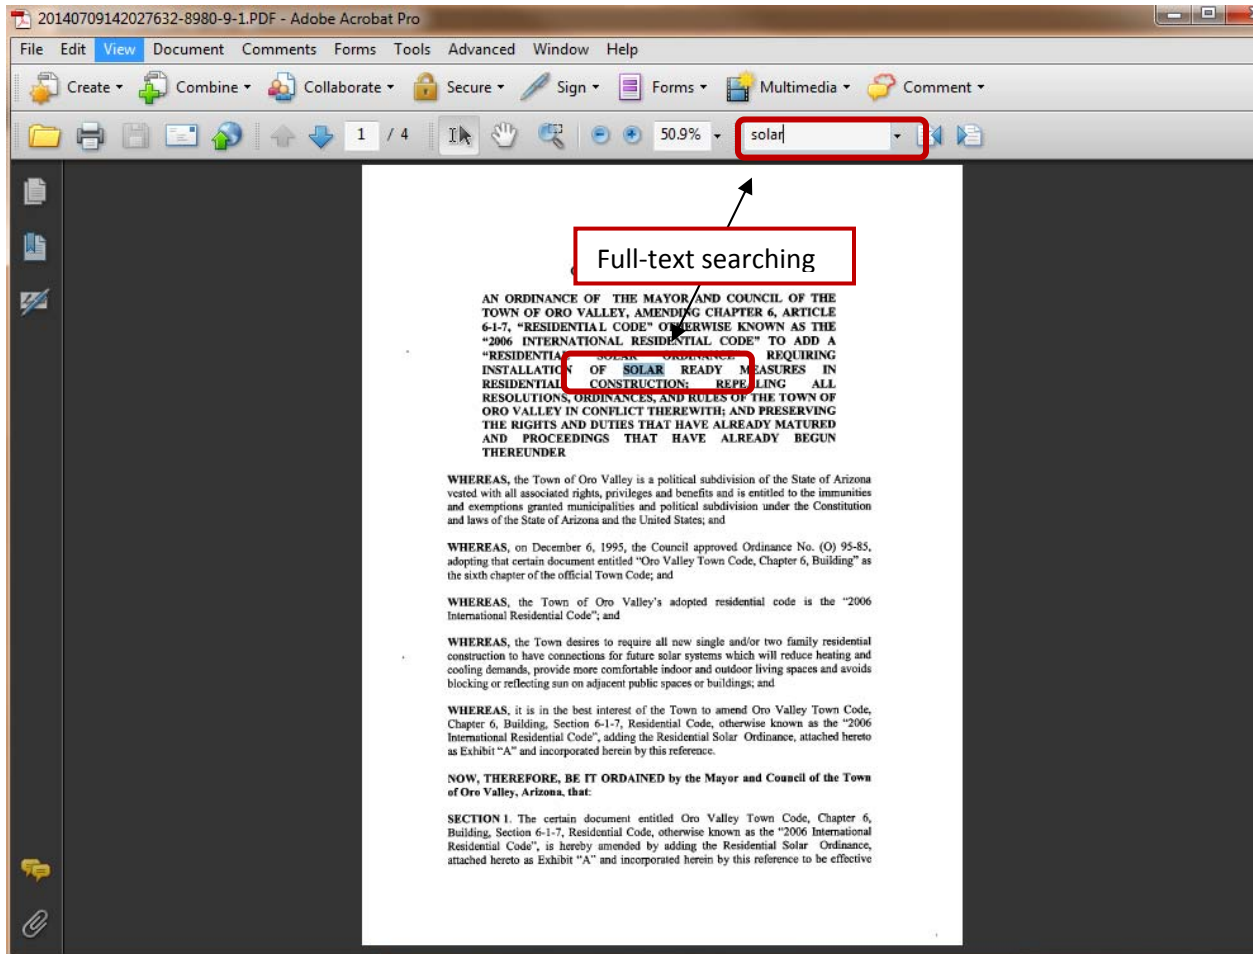 20140709142027632-8980-9-1.PDF - Adobe Acrobat Pro
File Edit View Document Comments Forms Tools Advanced Window Help
Create Combine Collaborate Secure Sign Forms Multimedia Comment
1 / 4 50.9% solar
Full-text searching
AN ORDINANCE OF THE MAYOR AND COUNCIL OF THE
TOWN OF ORO VALLEY, AMENDING CHAPTER 6, ARTICLE
6-1-7, “RESIDENTIAL CODE” OTHERWISE KNOWN AS THE
“2006 INTERNATIONAL RESIDENTIAL CODE” TO ADD A
“RESIDENTIAL SOLAR ORDINANCE” REQUIRING
INSTALLATION OF SOLAR READY MEASURES IN
RESIDENTIAL CONSTRUCTION; REPEALING ALL
RESOLUTIONS, ORDINANCES, AND RULES OF THE TOWN OF
ORO VALLEY IN CONFLICT THEREWITH; AND PRESERVING
THE RIGHTS AND DUTIES THAT HAVE ALREADY MATURED
AND PROCEEDINGS THAT HAVE ALREADY BEGUN
THEREUNDER
WHEREAS, the Town of Oro Valley is a political subdivision of the State of Arizona
vested with all associated rights, privileges and benefits and is entitled to the immunities
and exemptions granted municipalities and political subdivision under the Constitution
and laws of the State of Arizona and the United States; and
WHEREAS, on December 6, 1995, the Council approved Ordinance No. (O) 95-85,
adopting that certain document entitled “Oro Valley Town Code, Chapter 6, Building” as
the sixth chapter of the official Town Code; and
WHEREAS, the Town of Oro Valley's adopted residential code is the “2006
International Residential Code”; and
WHEREAS, the Town desires to require all new single and/or two family residential
construction to have connections for future solar systems which will reduce heating and
cooling demands, provide more comfortable indoor and outdoor living spaces and avoids
blocking or reflecting sun on adjacent public spaces or buildings; and
WHEREAS, it is in the best interest of the Town to amend Oro Valley Town Code,
Chapter 6, Building, Section 6-1-7, Residential Code, otherwise known as the “2006
International Residential Code”, adding the Residential Solar Ordinance, attached hereto
as Exhibit “A” and incorporated herein by this reference.
NOW, THEREFORE, BE IT ORDAINED by the Mayor and Council of the Town
of Oro Valley, Arizona, that:
SECTION 1. The certain document entitled Oro Valley Town Code, Chapter 6,
Building, Section 6-1-7, Residential Code, otherwise known as the “2006 International
Residential Code”, is hereby amended by adding the Residential Solar Ordinance,
attached hereto as Exhibit “A” and incorporated herein by this reference to be effective